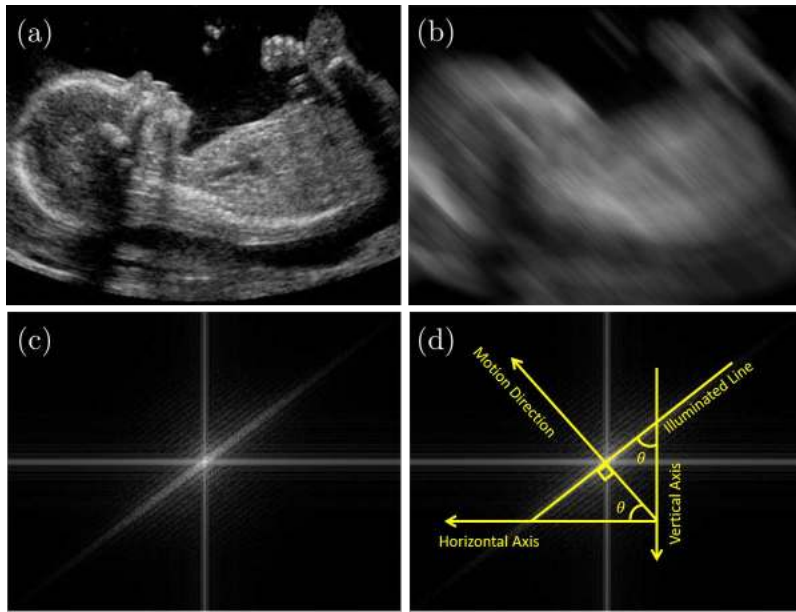 (a)
(b)
(c)
(d)
Motion Direction
Illuminated Line
θ
θ
Vertical Axis
Horizontal Axis